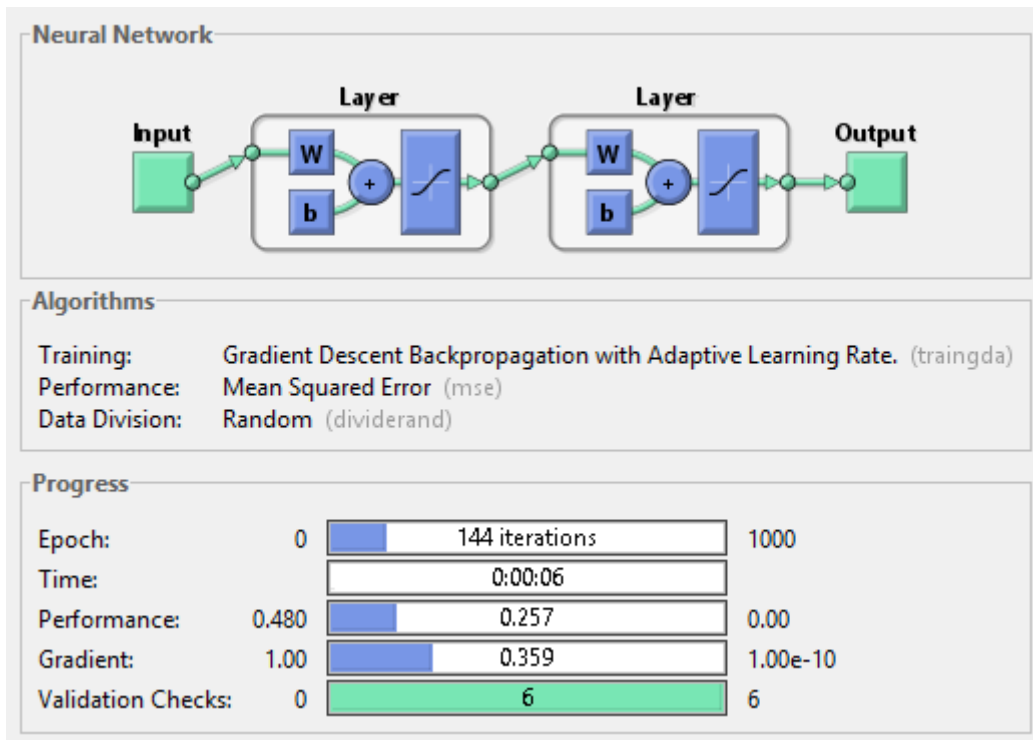 Neural Network
Layer Layer
Input Output
W W
+ +
b b
Algorithms
Training: Gradient Descent Backpropagation with Adaptive Learning Rate. (traingda)
Performance: Mean Squared Error (mse)
Data Division: Random (dividerand)
Progress
Epoch: 0 144 iterations 1000
Time: 0:00:06
Performance: 0.480 0.257 0.00
Gradient: 1.00 0.359 1.00e-10
Validation Checks: 0 6 6